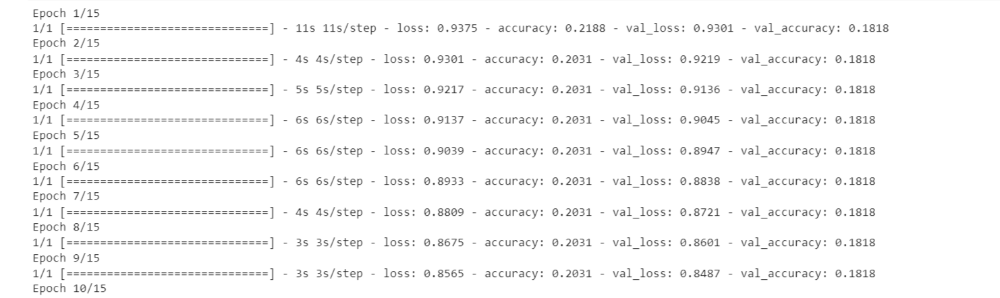 Epoch 1/15
1/1 [==============================] - 11s 11s/step - loss: 0.9375 - accuracy: 0.2188 - val_loss: 0.9301 - val_accuracy: 0.1818
Epoch 2/15
1/1 [==============================] - 4s 4s/step - loss: 0.9301 - accuracy: 0.2031 - val_loss: 0.9219 - val_accuracy: 0.1818
Epoch 3/15
1/1 [==============================] - 5s 5s/step - loss: 0.9217 - accuracy: 0.2031 - val_loss: 0.9136 - val_accuracy: 0.1818
Epoch 4/15
1/1 [==============================] - 6s 6s/step - loss: 0.9137 - accuracy: 0.2031 - val_loss: 0.9045 - val_accuracy: 0.1818
Epoch 5/15
1/1 [==============================] - 6s 6s/step - loss: 0.9039 - accuracy: 0.2031 - val_loss: 0.8947 - val_accuracy: 0.1818
Epoch 6/15
1/1 [==============================] - 6s 6s/step - loss: 0.8933 - accuracy: 0.2031 - val_loss: 0.8838 - val_accuracy: 0.1818
Epoch 7/15
1/1 [==============================] - 4s 4s/step - loss: 0.8809 - accuracy: 0.2031 - val_loss: 0.8721 - val_accuracy: 0.1818
Epoch 8/15
1/1 [==============================] - 3s 3s/step - loss: 0.8675 - accuracy: 0.2031 - val_loss: 0.8601 - val_accuracy: 0.1818
Epoch 9/15
1/1 [==============================] - 3s 3s/step - loss: 0.8565 - accuracy: 0.2031 - val_loss: 0.8487 - val_accuracy: 0.1818
Epoch 10/15